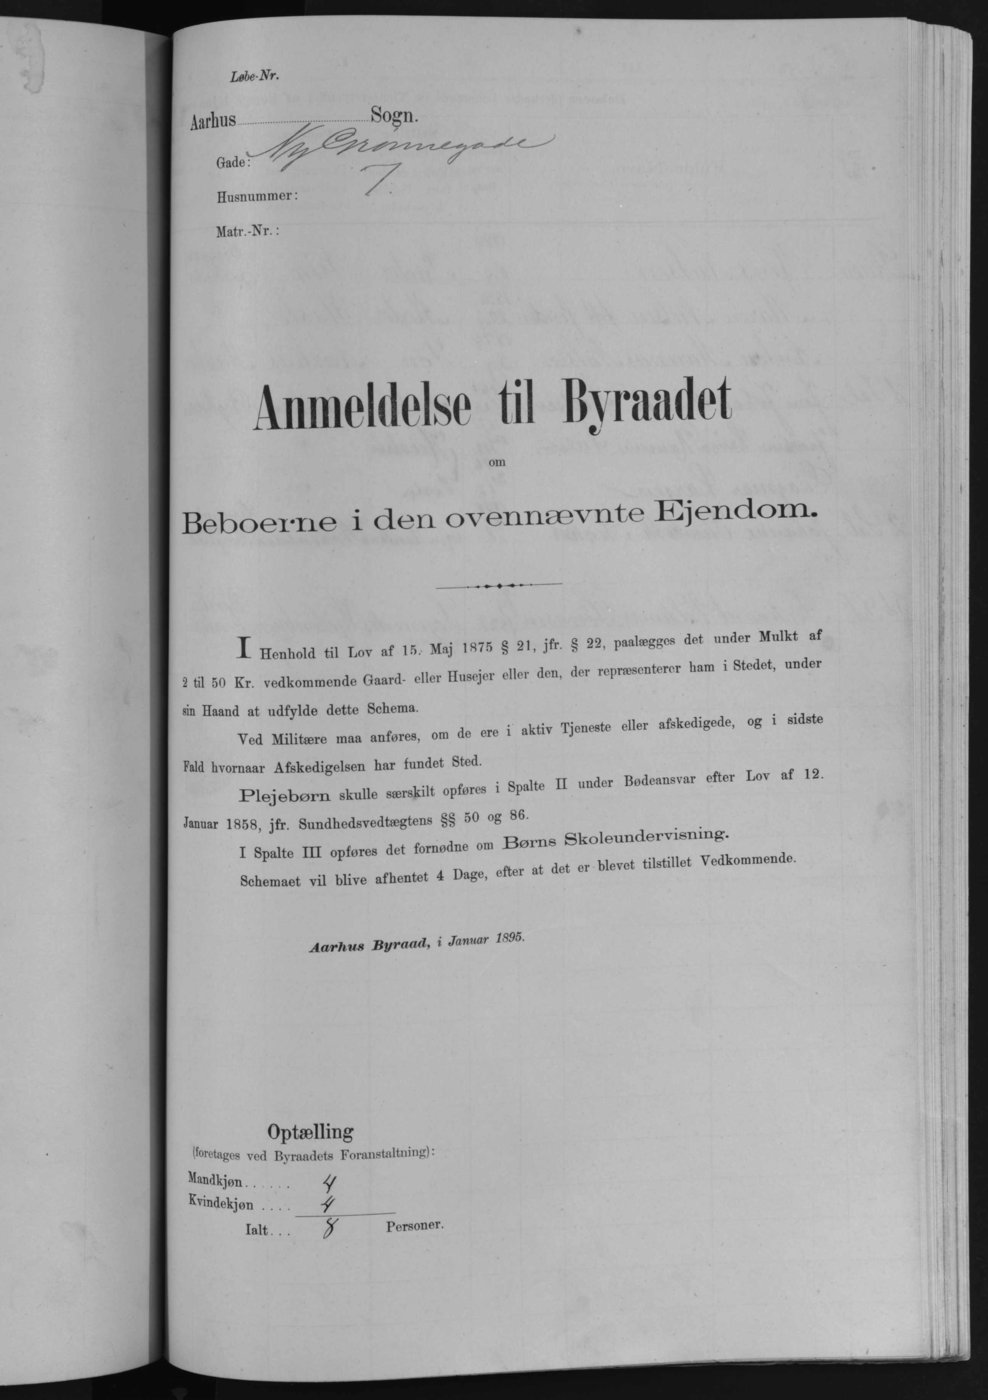 Løbe-Nr.
Aarhus Sogn.
Gade: Ny Grønnegade
Husnummer: 7.
Matr.-Nr.:
Anmeldelse til Byraadet
om
Beboerne i den ovennævnte Ejendom.
I Henhold til Lov af 15. Maj 1875 § 21, jfr. § 22, paalægges det under Mulkt af
2 til 50 Kr. vedkommende Gaard- eller Husejer eller den, der repræsenterer ham i Stedet, under
sin Haand at udfylde dette Schema.
Ved Militære maa anføres, om de ere i aktiv Tjeneste eller afskedigede, og i sidste
Fald hvornaar Afskedigelsen har fundet Sted.
Plejebørn skulle særskilt opføres i Spalte II under Bødeansvar efter Lov af 12.
Januar 1858, jfr. Sundhedsvedtægtens §§ 50 og 86.
I Spalte III opføres det fornødne om Børns Skoleundervisning.
Schemaet vil blive afhentet 4 Dage, efter at det er blevet tilstillet Vedkommende.
Aarhus Byraad, i Januar 1895.
Optælling
(foretages ved Byraadets Foranstaltning):
Mandkjøn...... 4
Kvindekjøn.... 4
Ialt... 8 Personer.